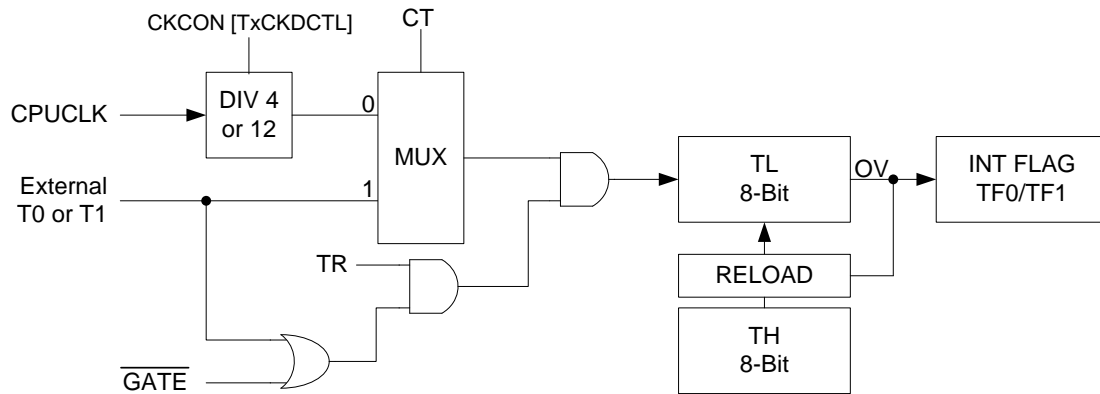 CKCON [TxCKDCTL]
CT
CPUCLK
DIV 4
or 12
0
MUX
External
T0 or T1
1
TL
8-Bit
OV
INT FLAG
TF0/TF1
TR
RELOAD
TH
8-Bit
GATE